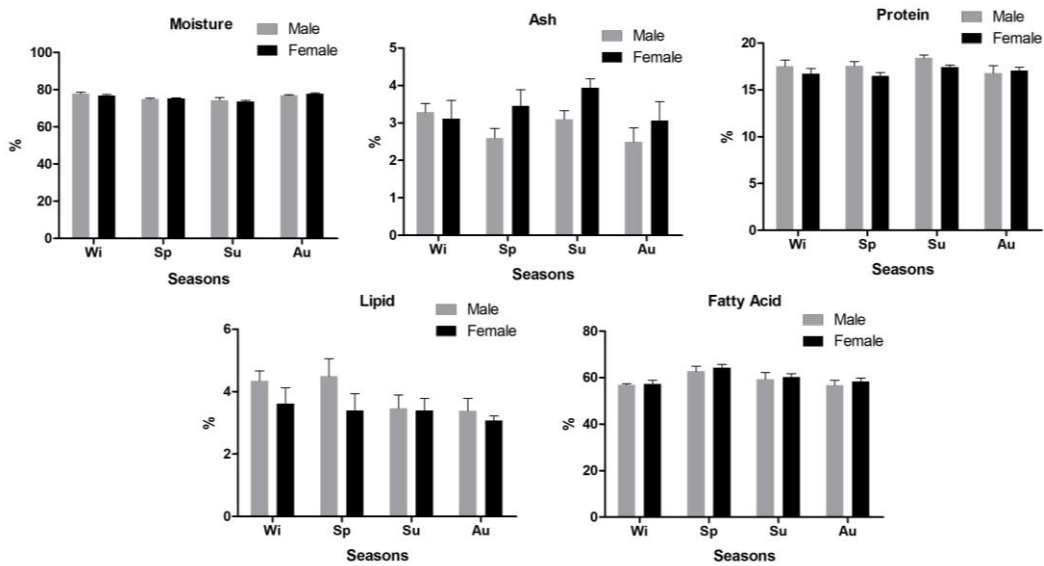 Moisture
Male
Female
100
80
60
40
20
0
%
Wi Sp Su Au
Seasons
Ash
Male
Female
5
4
3
2
1
0
%
Wi Sp Su Au
Seasons
Protein
Male
Female
20
15
10
5
0
%
Wi Sp Su Au
Seasons
Lipid
Male
Female
6
4
2
0
%
Wi Sp Su Au
Seasons
Fatty Acid
Male
Female
80
60
40
20
0
%
Wi Sp Su Au
Seasons